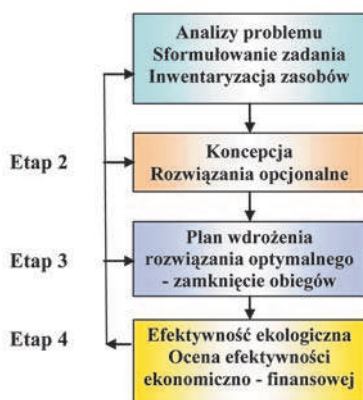 Analizy problemu
Sformułowanie zadania
Inwentaryzacja zasobów
Etap 2
Koncepcja
Rozwiązania opcjonalne
Etap 3
Plan wdrożenia
rozwiązania optymalnego
- zamknięcie obiegów
Etap 4
Efektywność ekologiczna
Ocena efektywności
ekonomiczno - finansowej